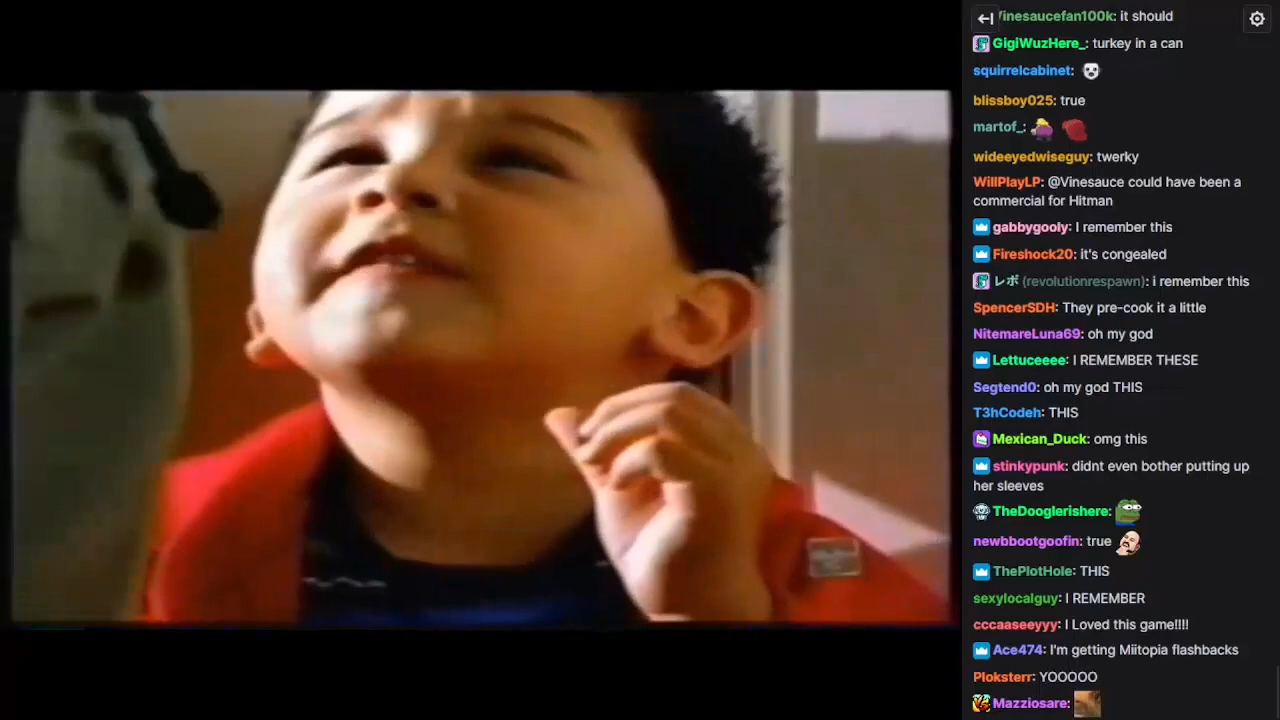 Vinesaucefan100k: it should
GigiWuzHere_: turkey in a can
squirrelcabinet:
blissboy025: true
martof_:
wideeyedwiseguy: twerky
WillPlayLP: @Vinesauce could have been a
commercial for Hitman
gabbygooly: I remember this
Fireshock20: it's congealed
レポ (revolutionrespawn): i remember this
SpencerSDH: They pre-cook it a little
NitemareLuna69: oh my god
Lettuceeee: I REMEMBER THESE
Segtend0: oh my god THIS
T3hCodeh: THIS
Mexican_Duck: omg this
stinkypunk: didnt even bother putting up
her sleeves
TheDooglerishere:
newbbootgoofin: true
ThePlotHole: THIS
sexylocalguy: I REMEMBER
cccaaseeyyy: I Loved this game!!!!
Ace474: I'm getting Miitopia flashbacks
Ploksterr: YOOOOO
Mazziosare: